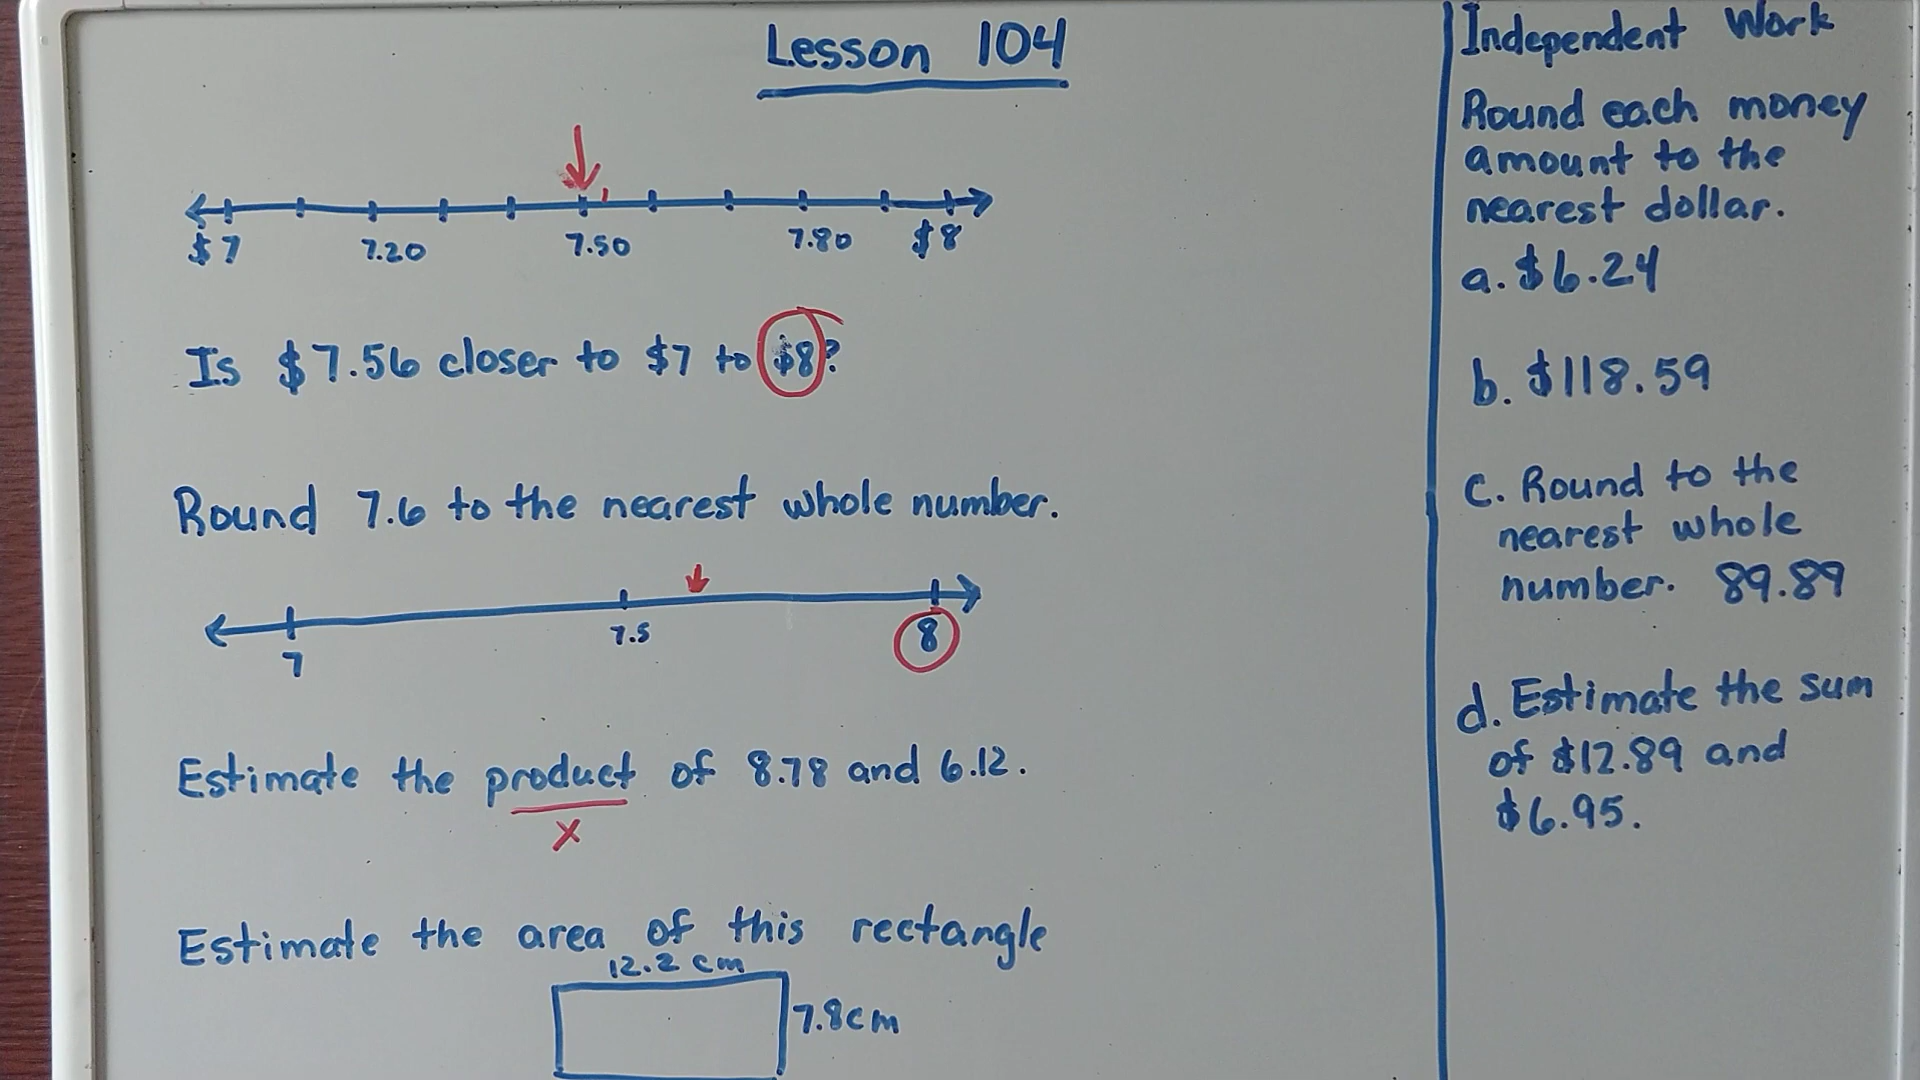 Lesson 104
$7 7.20 7.50 7.80 $8
Is $7.56 closer to $7 to $8?
Round 7.6 to the nearest whole number.
7 7.5 8
Estimate the product of 8.78 and 6.12.
x
Estimate the area of this rectangle
12.2 cm
7.8cm
Independent Work
Round each money
amount to the
nearest dollar.
a. $6.24
b. $118.59
c. Round to the
nearest whole
number. 89.89
d. Estimate the sum
of $12.89 and
$6.95.